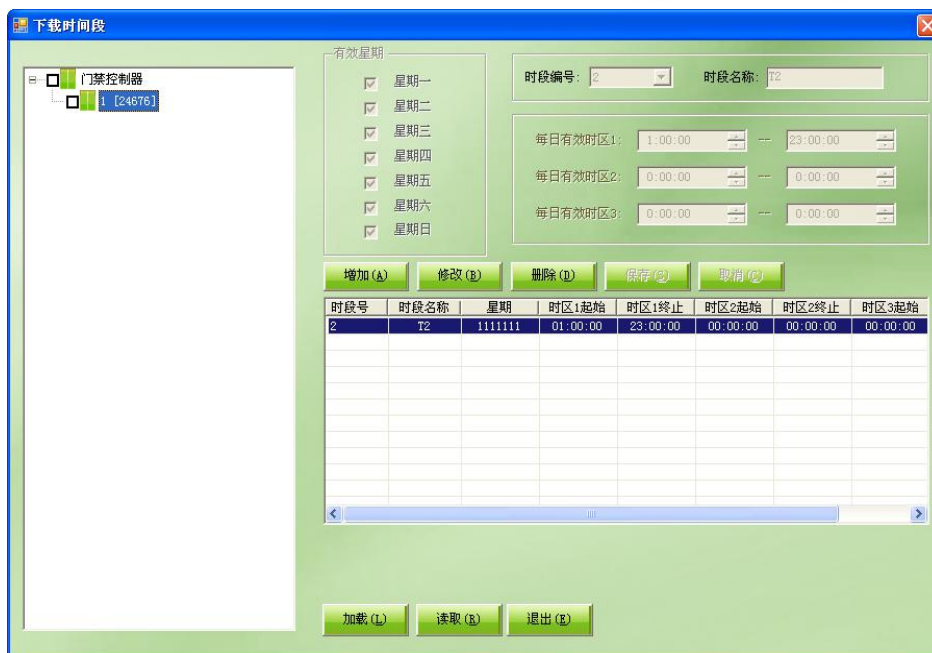 下载时间段
门禁控制器
1 [24676]
有效星期
星期一
星期二
星期三
星期四
星期五
星期六
星期日
时段编号: 2 时段名称: T2
每日有效时区1: 1:00:00 -- 23:00:00
每日有效时区2: 0:00:00 -- 0:00:00
每日有效时区3: 0:00:00 -- 0:00:00
增加(A) 修改(B) 删除(D) 保存(S) 取消(C)
时段号 时段名称 星期 时区1起始 时区1终止 时区2起始 时区2终止 时区3起始
2 T2 1111111 01:00:00 23:00:00 00:00:00 00:00:00 00:00:00
加载(L) 读取(R) 退出(E)